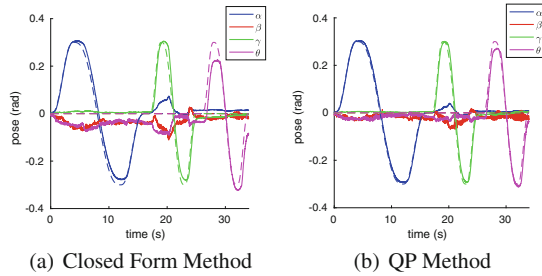 0.4
0.2
0
-0.2
-0.4
pose (rad)
0 10 20 30
time (s)
α
β
γ
θ
(a) Closed Form Method
0.4
0.2
0
-0.2
-0.4
pose (rad)
0 10 20 30
time (s)
α
β
γ
θ
(b) QP Method